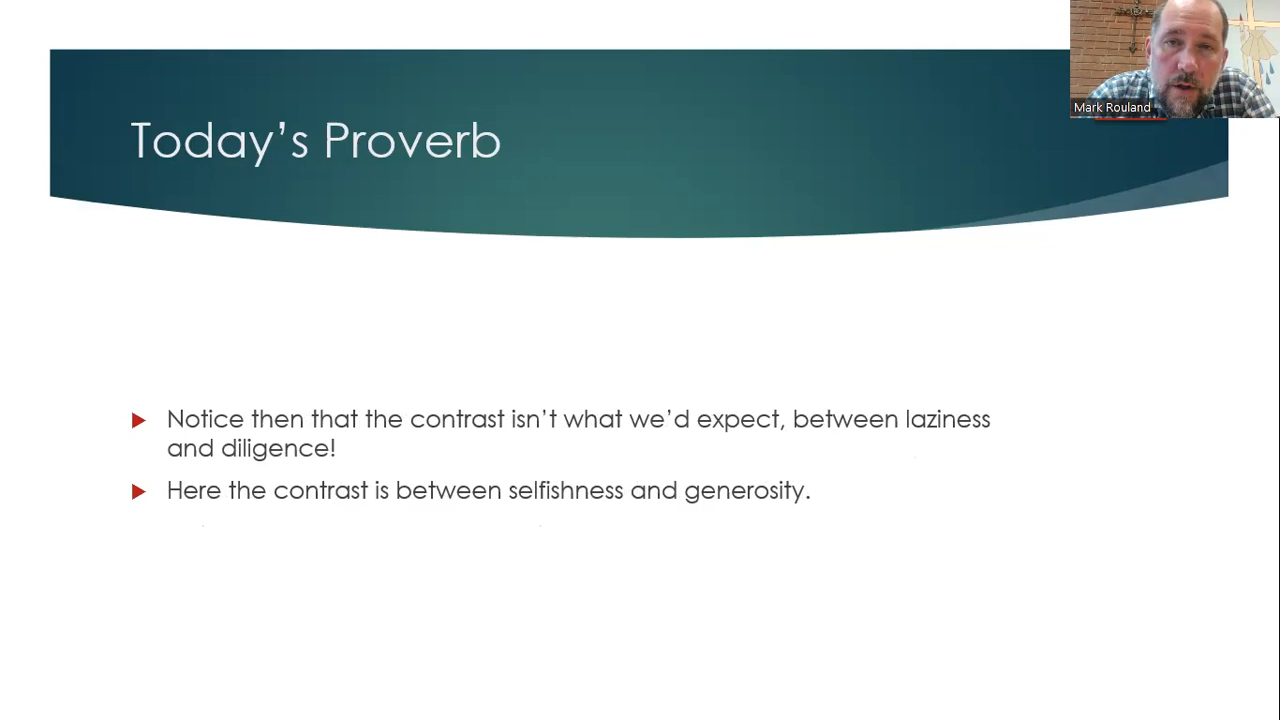 Mark Rouland
Today’s Proverb
Notice then that the contrast isn’t what we’d expect, between laziness
and diligence!
Here the contrast is between selfishness and generosity.